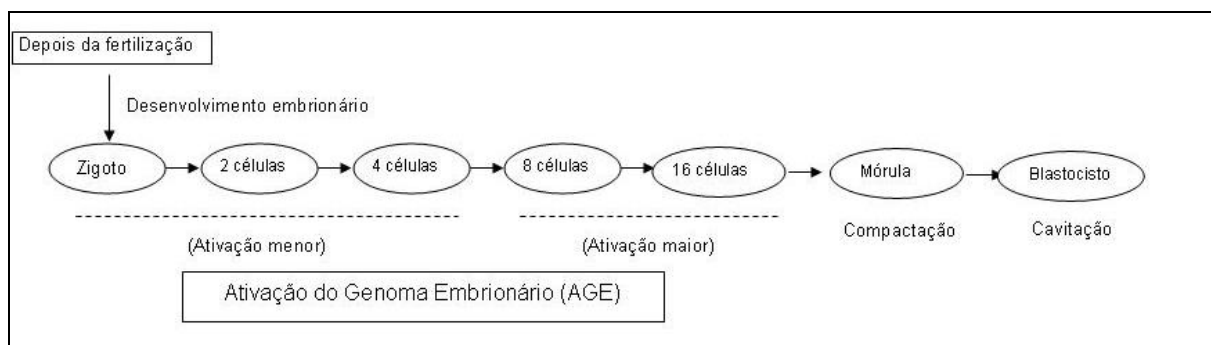 Depois da fertilização
Desenvolvimento embrionário
Zigoto 2 células 4 células 8 células 16 células Mórula Blastocisto
Compactação Cavitação
(Ativação menor) (Ativação maior)
Ativação do Genoma Embrionário (AGE)